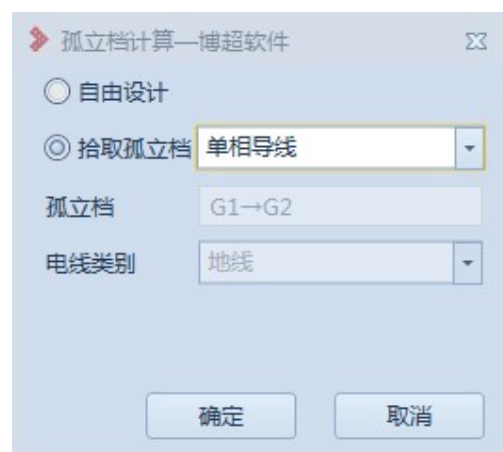 孤立档计算—博超软件
自由设计
拾取孤立档 单相导线
孤立档 G1→G2
电线类别 地线
确定 取消